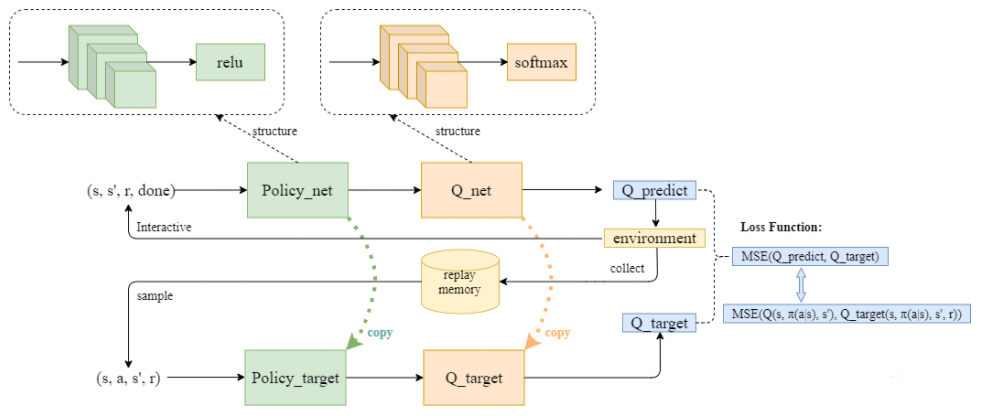 relu
softmax
structure
structure
(s, s', r, done)
Policy_net
Q_net
Q_predict
Interactive
environment
Loss Function:
MSE(Q_predict, Q_target)
collect
replay
memory
sample
MSE(Q(s, π(a|s), s'), Q_target(s, π(a|s), s', r))
Q_target
copy
copy
(s, a, s', r)
Policy_target
Q_target